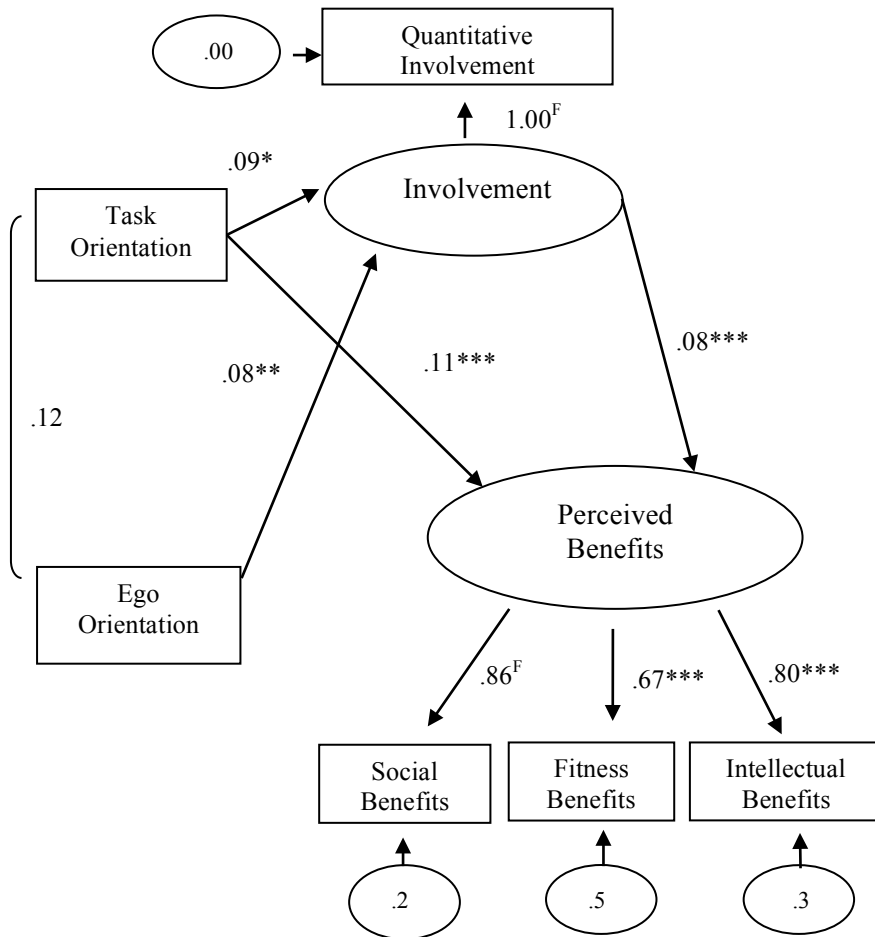 .00
Quantitative
Involvement
1.00F
.09*
Involvement
Task
Orientation
.08**
.11***
.08***
.12
Perceived
Benefits
Ego
Orientation
.86F
.67***
.80***
Social
Benefits
Fitness
Benefits
Intellectual
Benefits
.2
.5
.3